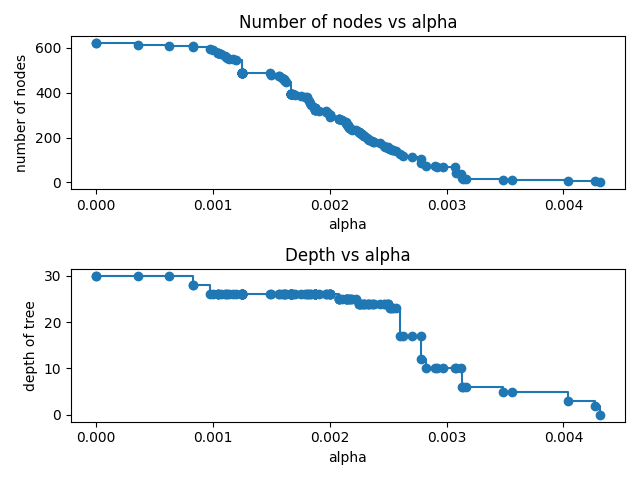 Number of nodes vs alpha
number of nodes
600
400
200
0
0.000 0.001 0.002 0.003 0.004
alpha
Depth vs alpha
depth of tree
30
20
10
0
0.000 0.001 0.002 0.003 0.004
alpha